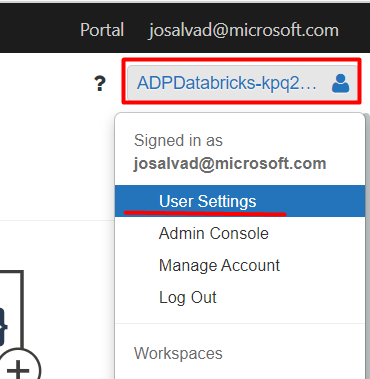 Portal josalvad@microsoft.com
? ADPDatabricks-kpq2...
Signed in as
josalvad@microsoft.com
User Settings
Admin Console
Manage Account
Log Out
Workspaces